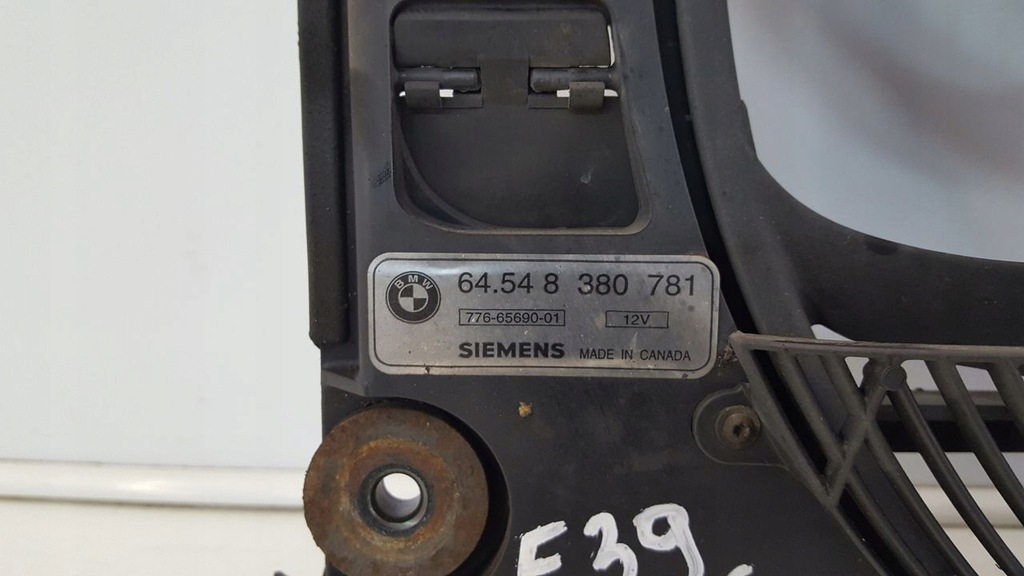 BMW 64.54 8 380 781
776-65690-01 12V
SIEMENS MADE IN CANADA
E39